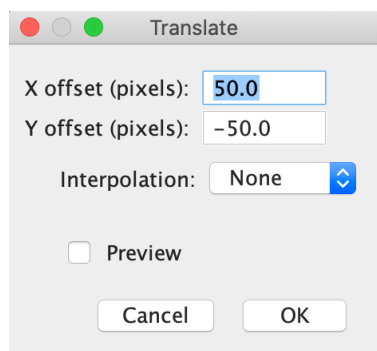 Translate
X offset (pixels): 50.0
Y offset (pixels): -50.0
Interpolation: None
Preview
Cancel OK